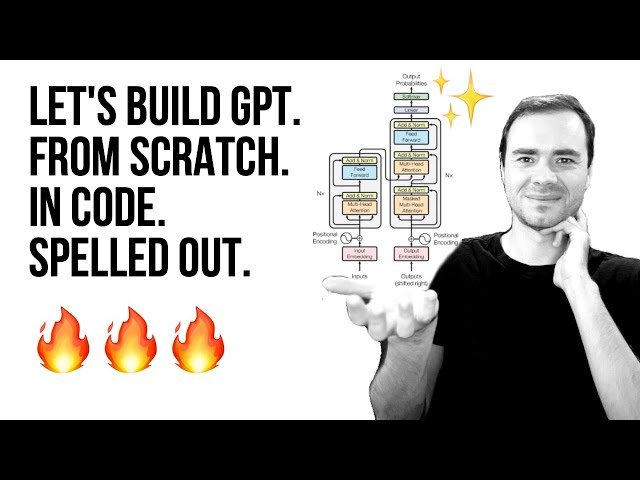 LET'S BUILD GPT.
FROM SCRATCH.
IN CODE.
SPELLED OUT.
Output
Probabilities
Softmax
Linear
Add & Norm
Feed
Forward
Add & Norm
Multi-Head
Attention
Add & Norm
Masked
Multi-Head
Attention
Nx
Positional
Encoding
Output
Embedding
Outputs
(shifted right)
Add & Norm
Feed
Forward
Add & Norm
Multi-Head
Attention
Nx
Positional
Encoding
Input
Embedding
Inputs